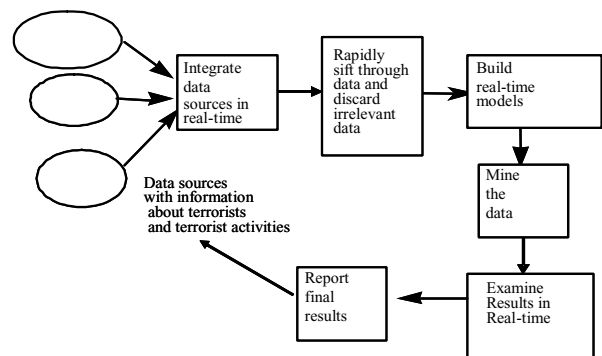 Integrate
data
sources in
real-time
Rapidly
sift through
data and
discard
irrelevant
data
Build
real-time
models
Mine
the
data
Examine
Results in
Real-time
Report
final
results
Data sources
with information
about terrorists
and terrorist activities